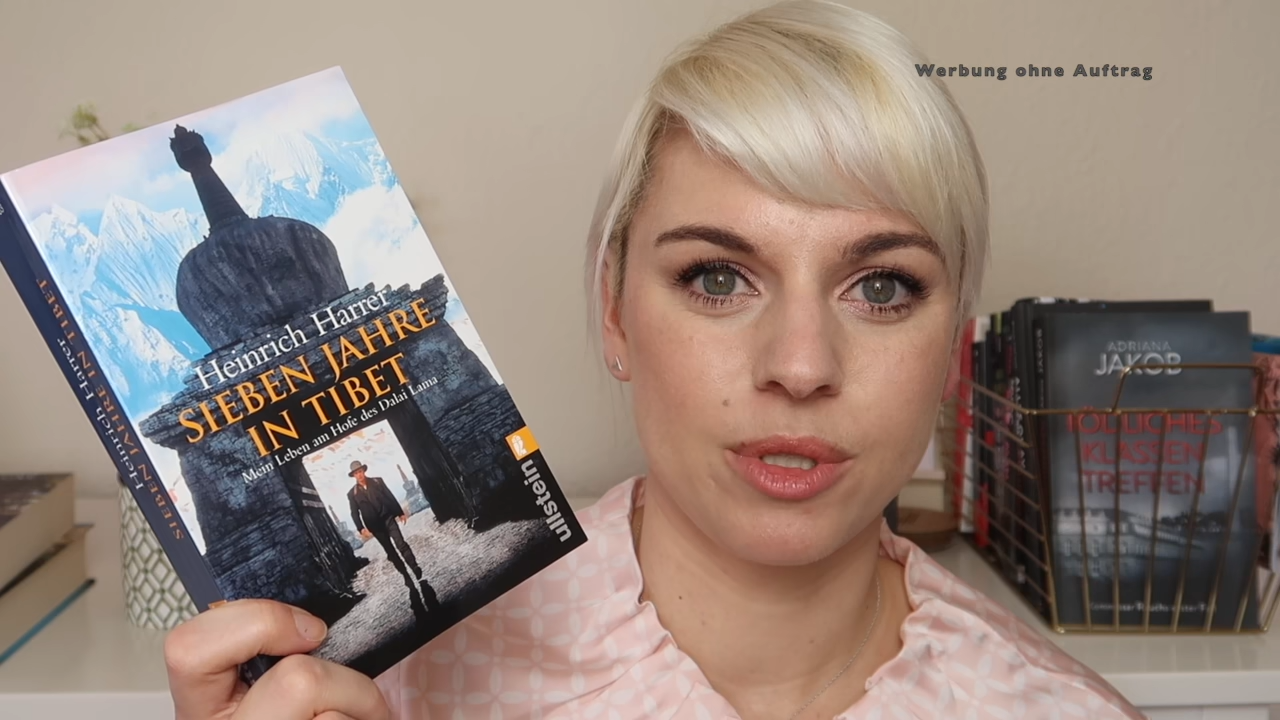 Werbung ohne Auftrag
Heinrich Harrer
SIEBEN JAHRE
IN TIBET
Mein Leben am Hofe des Dalai Lama
ullstein
Heinrich Harrer
SIEBEN JAHRE IN TIBET
ADRIANA
JAKOB
TÖDLICHES
KLASSEN
TREFFEN